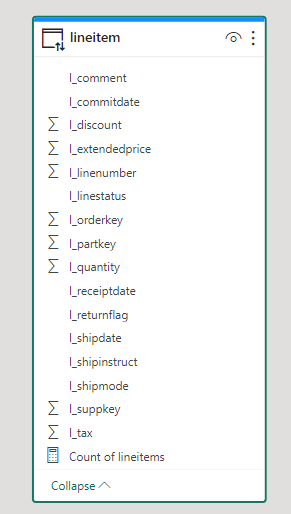 lineitem
l_comment
l_commitdate
l_discount
l_extendedprice
l_linenumber
l_linestatus
l_orderkey
l_partkey
l_quantity
l_receiptdate
l_returnflag
l_shipdate
l_shipinstruct
l_shipmode
l_suppkey
l_tax
Count of lineitems
Collapse